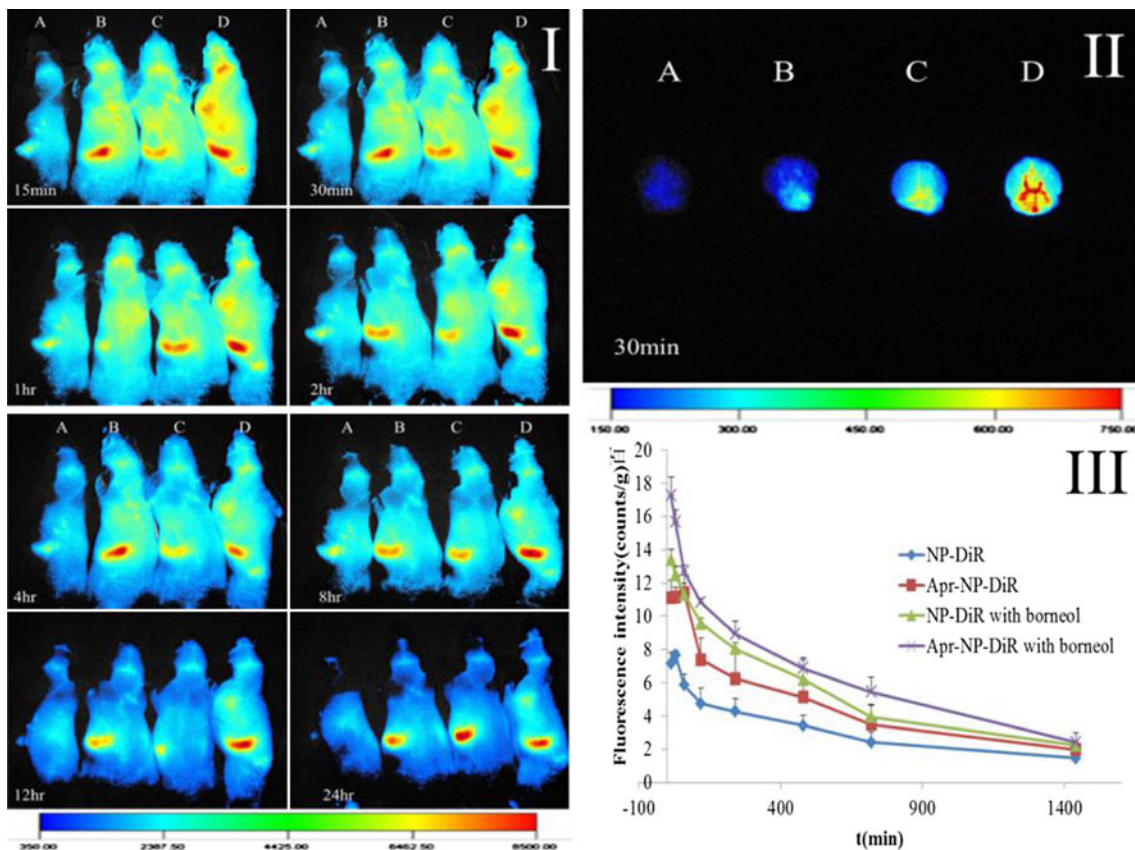 A B C D
A B C D
I
15min
30min
1hr
2hr
A B C D
A B C D
4hr
8hr
12hr
24hr
350.00 2387.50 4425.00 6462.50 8500.00
II
A B C D
30min
150.00 300.00 450.00 600.00 750.00
III
Fluorescence intensity(counts/g)
20
18
16
14
12
10
8
6
4
2
0
NP-DiR
Apr-NP-DiR
NP-DiR with borneol
Apr-NP-DiR with borneol
-100 400 900 1400
t(min)